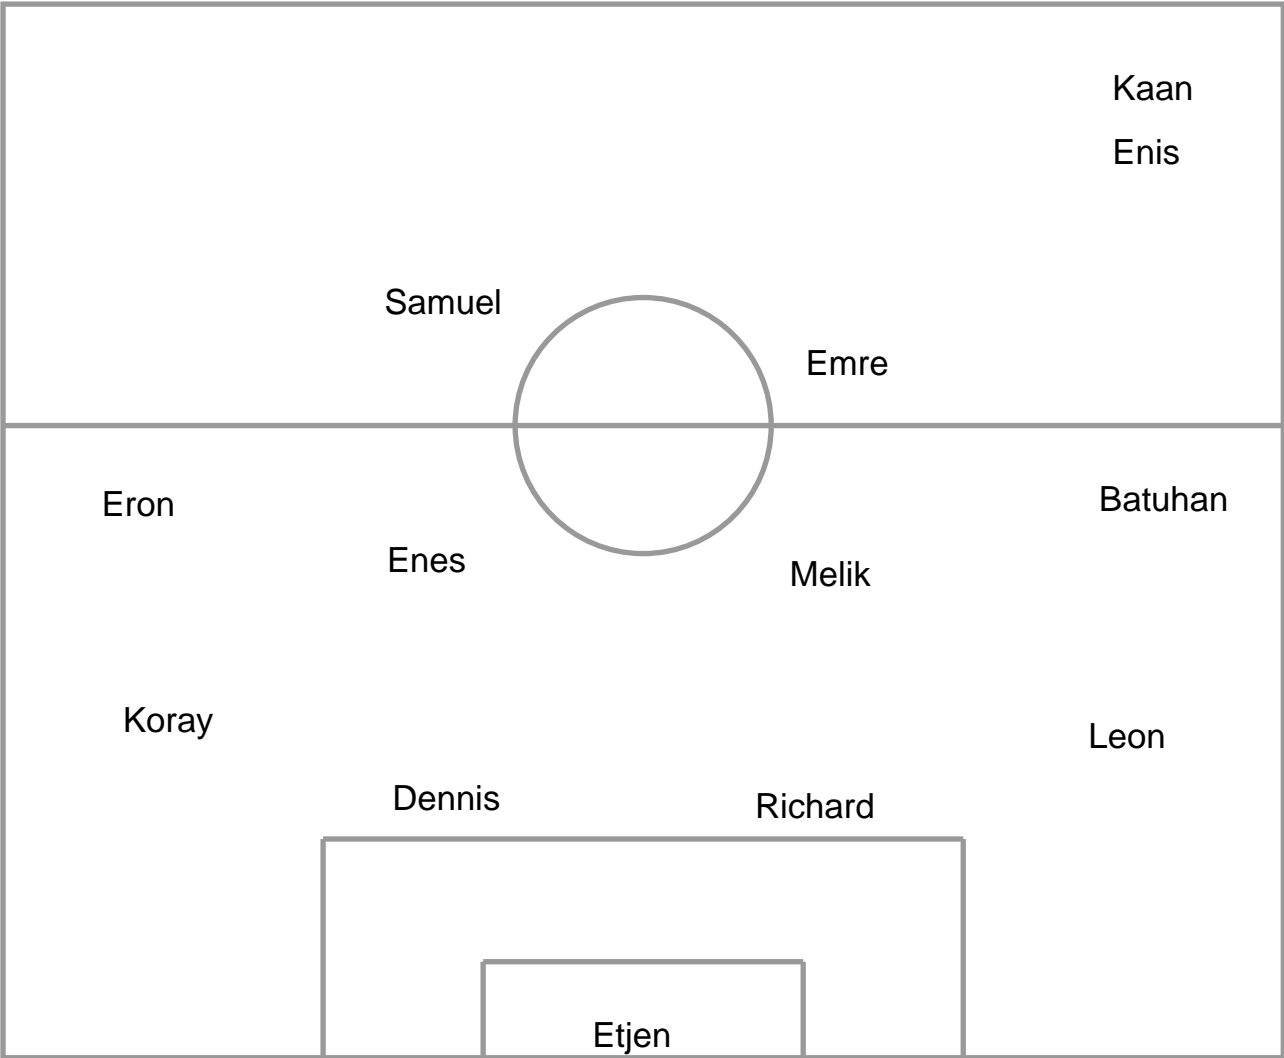 Kaan
Enis
Samuel
Emre
Eron
Batuhan
Enes
Melik
Koray
Leon
Dennis
Richard
Etjen